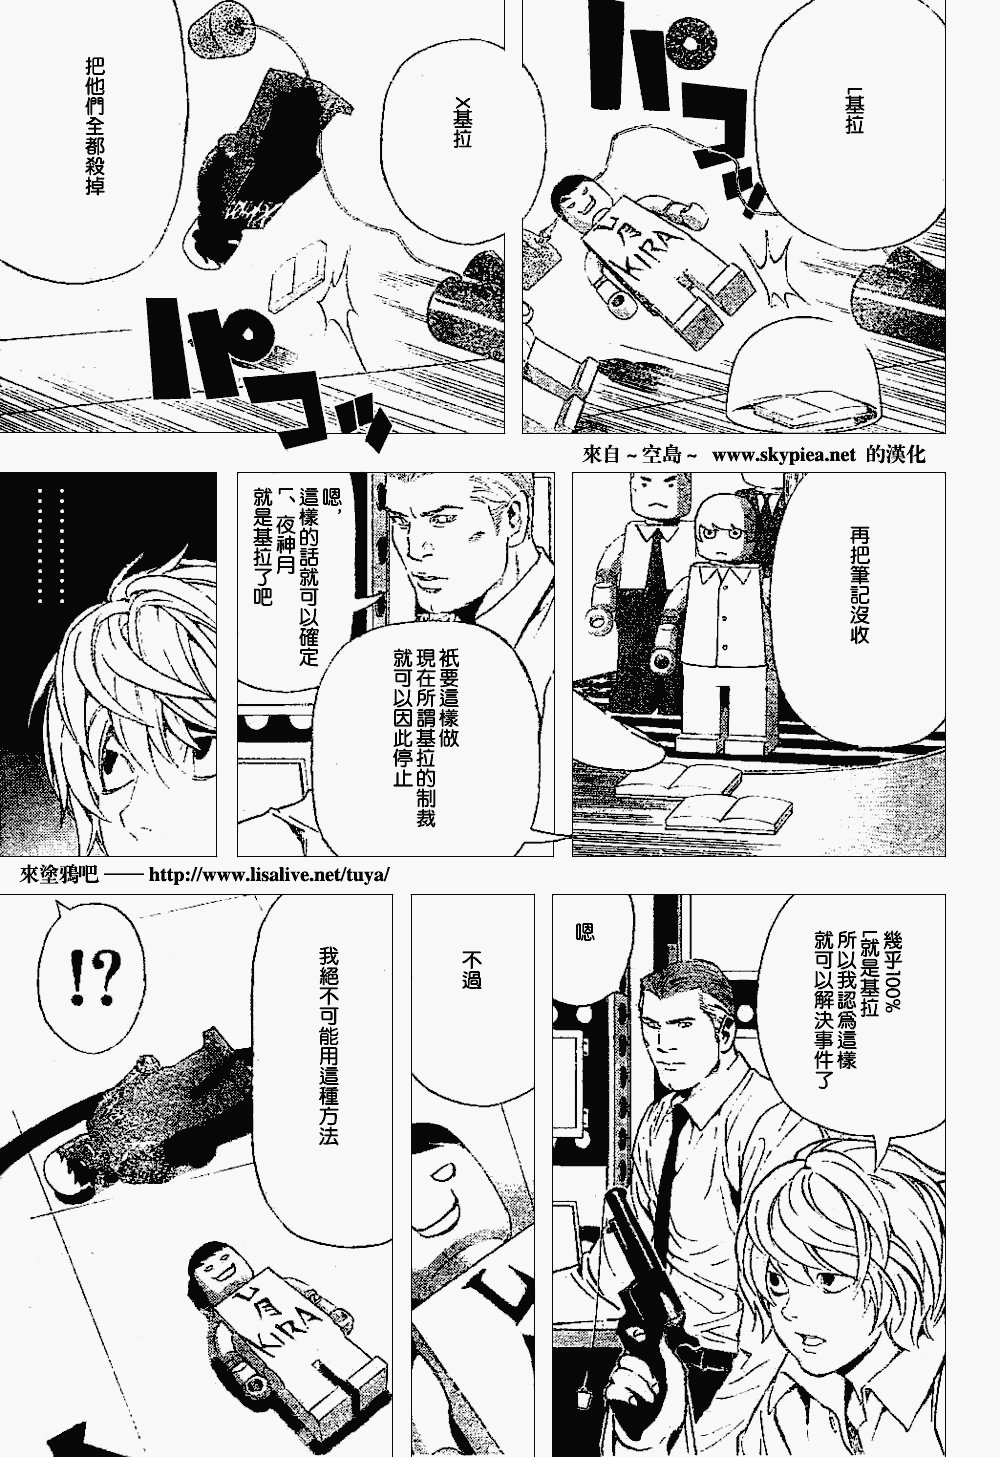 L基拉
パコッ
L=
KIRA
X基拉
把他們全都殺掉
パコッ
來自～空島～ www.skypiea.net 的漢化
再把筆記沒收
衹要這樣做
現在所謂基拉的制裁
就可以因此停止
嗯，
這樣的話就可以確定
L、夜神月
就是基拉了吧
⋯⋯⋯⋯
⋯⋯⋯⋯
來塗鴉吧 —— http://www.lisalive.net/tuya/
幾乎100%
L就是基拉
所以我認爲這樣
就可以解決事件了
嗯
不過
L
我絕不可能用這種方法
L=
KIRA
!?